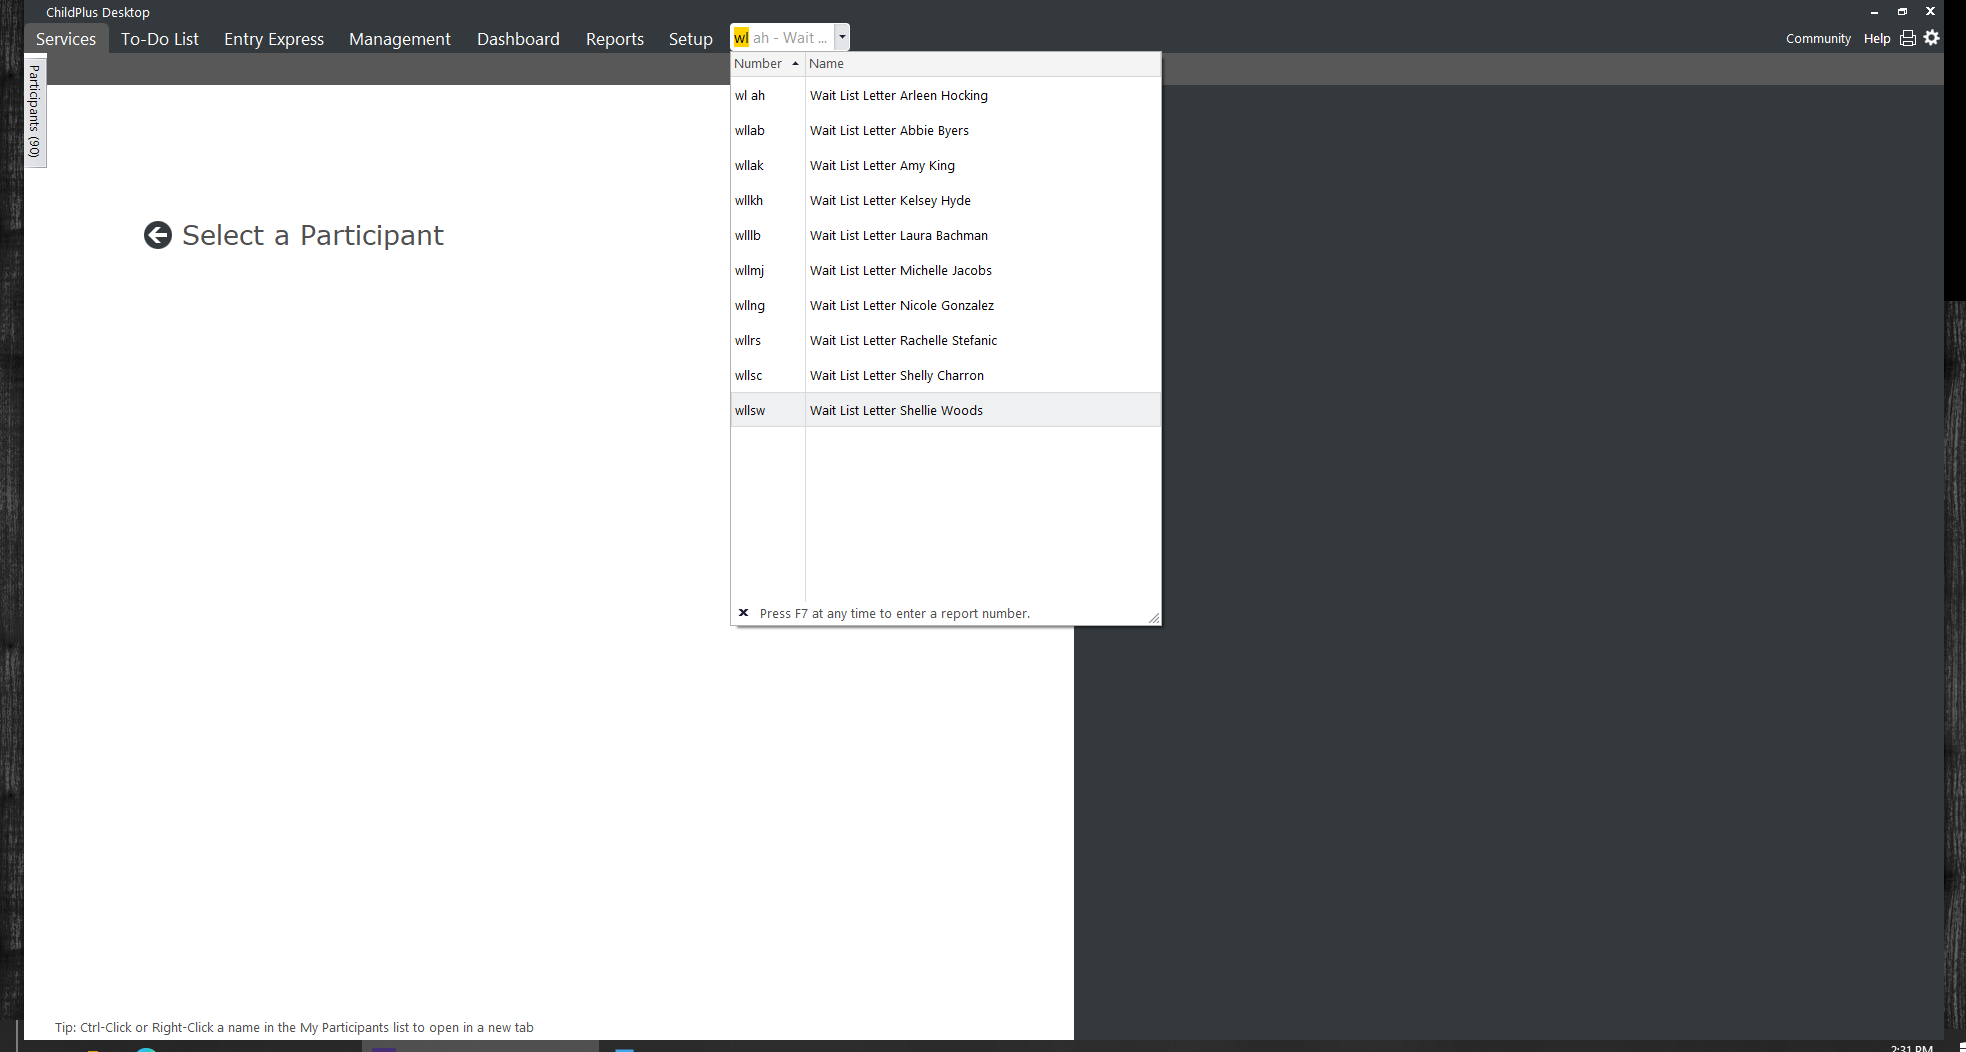 ChildPlus Desktop
Services To-Do List Entry Express Management Dashboard Reports Setup wl ah - Wait ... Community Help
Participants (90)
Number Name
wl ah Wait List Letter Arleen Hocking
wllab Wait List Letter Abbie Byers
wllak Wait List Letter Amy King
wllkh Wait List Letter Kelsey Hyde
wlllb Wait List Letter Laura Bachman
wllmj Wait List Letter Michelle Jacobs
wllng Wait List Letter Nicole Gonzalez
wllrs Wait List Letter Rachelle Stefanic
wllsc Wait List Letter Shelly Charron
wllsw Wait List Letter Shellie Woods
Select a Participant
Press F7 at any time to enter a report number.
Tip: Ctrl-Click or Right-Click a name in the My Participants list to open in a new tab
2:31 PM